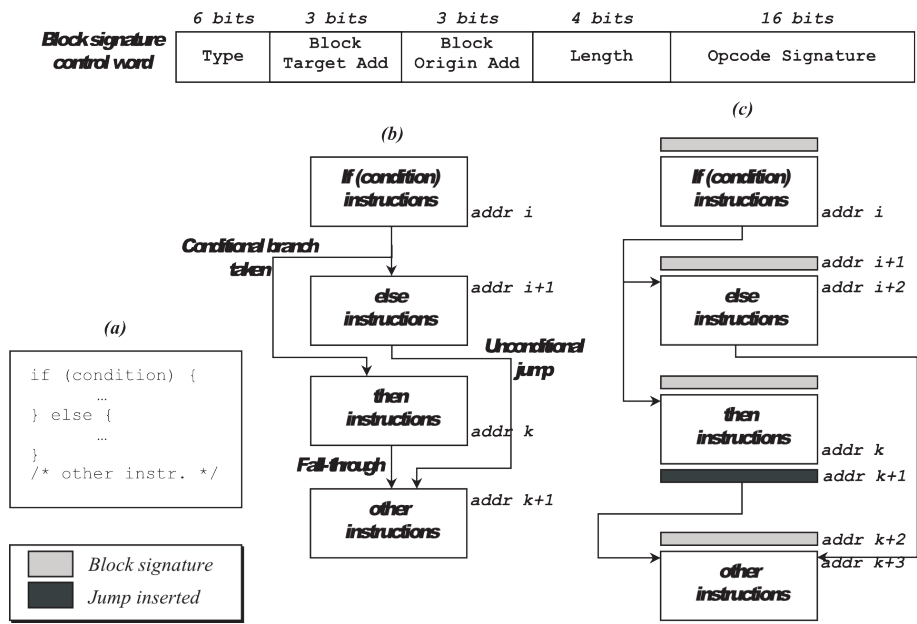 6 bits
3 bits
3 bits
4 bits
16 bits
Block signature
control word
Type
Block
Target Add
Block
Origin Add
Length
Opcode Signature
(b)
If (condition)
instructions
addr i
Conditional branch
taken
else
instructions
addr i+1
Unconditional
jump
then
instructions
addr k
Fall-through
other
instructions
addr k+1
(a)
if (condition) {
…
} else {
…
}
/* other instr. */
Block signature
Jump inserted
(c)
If (condition)
instructions
addr i
addr i+1
else
instructions
addr i+2
then
instructions
addr k
addr k+1
addr k+2
addr k+3
other
instructions